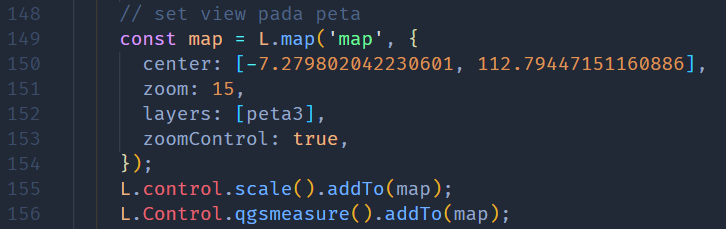 148 // set view pada peta
149 const map = L.map('map', {
150 center: [-7.279802042230601, 112.79447151160886],
151 zoom: 15,
152 layers: [peta3],
153 zoomControl: true,
154 });
155 L.control.scale().addTo(map);
156 L.Control.qgsmeasure().addTo(map);